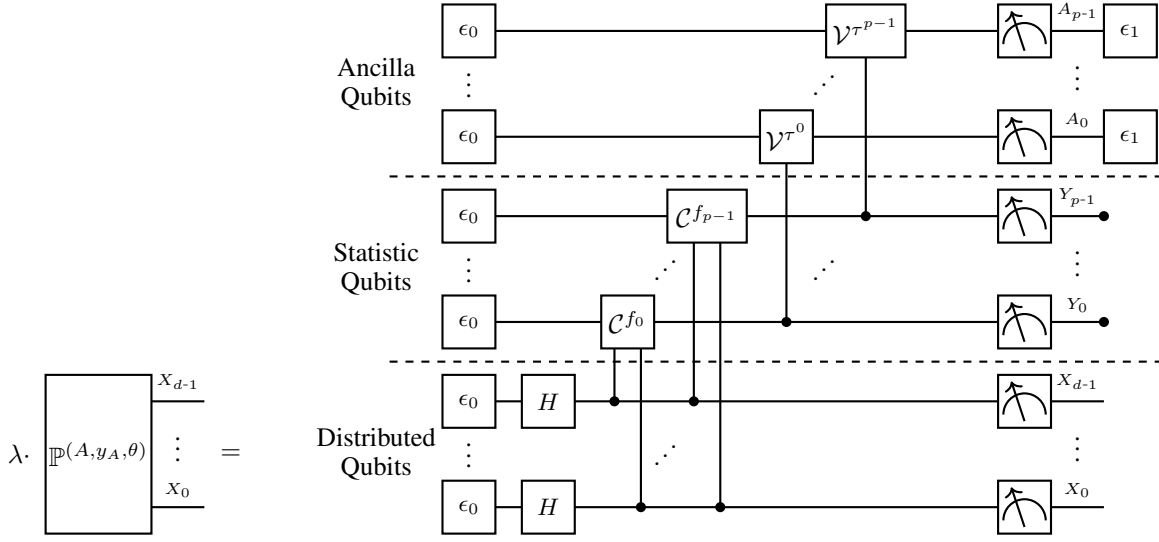 ϵ₀ 𝒱^{τ^{p−1}} A_{p-1} ϵ₁
Ancilla
Qubits
⋮ ⋰ ⋮
ϵ₀ 𝒱^{τ^0} A_0 ϵ₁
ϵ₀ 𝒞^{f_{p−1}} Y_{p-1}
Statistic
Qubits
⋮ ⋰ ⋰ ⋮
ϵ₀ 𝒞^{f_0} Y_0
X_{d-1} ϵ₀ H X_{d-1}
λ· ℙ^{(A,y_A,θ)} ⋮ =
Distributed
Qubits
⋮ ⋰ ⋮
X_0 ϵ₀ H X_0